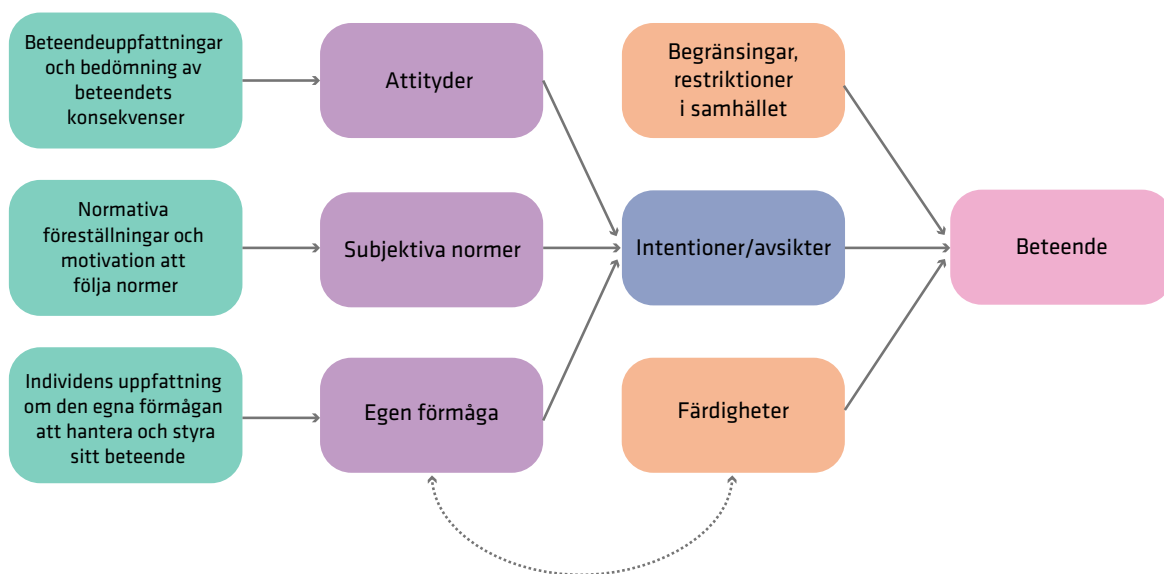 Beteendeuppfattningar
och bedömning av
beteendets
konsekvenser
Attityder
Begränsingar,
restriktioner
i samhället
Normativa
föreställningar och
motivation att
följa normer
Subjektiva normer
Intentioner/avsikter
Beteende
Individens uppfattning
om den egna förmågan
att hantera och styra
sitt beteende
Egen förmåga
Färdigheter